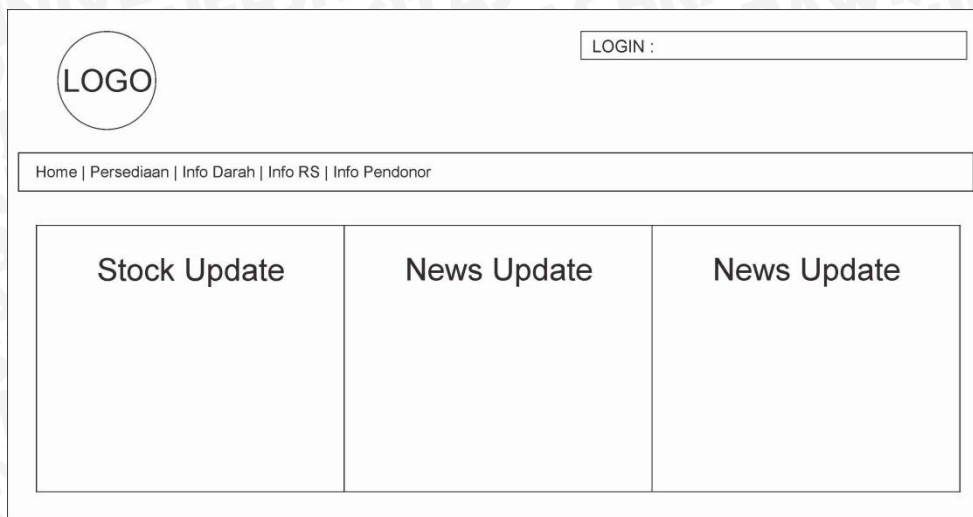 LOGO
LOGIN :
Home | Persediaan | Info Darah | Info RS | Info Pendonor
Stock Update
News Update
News Update